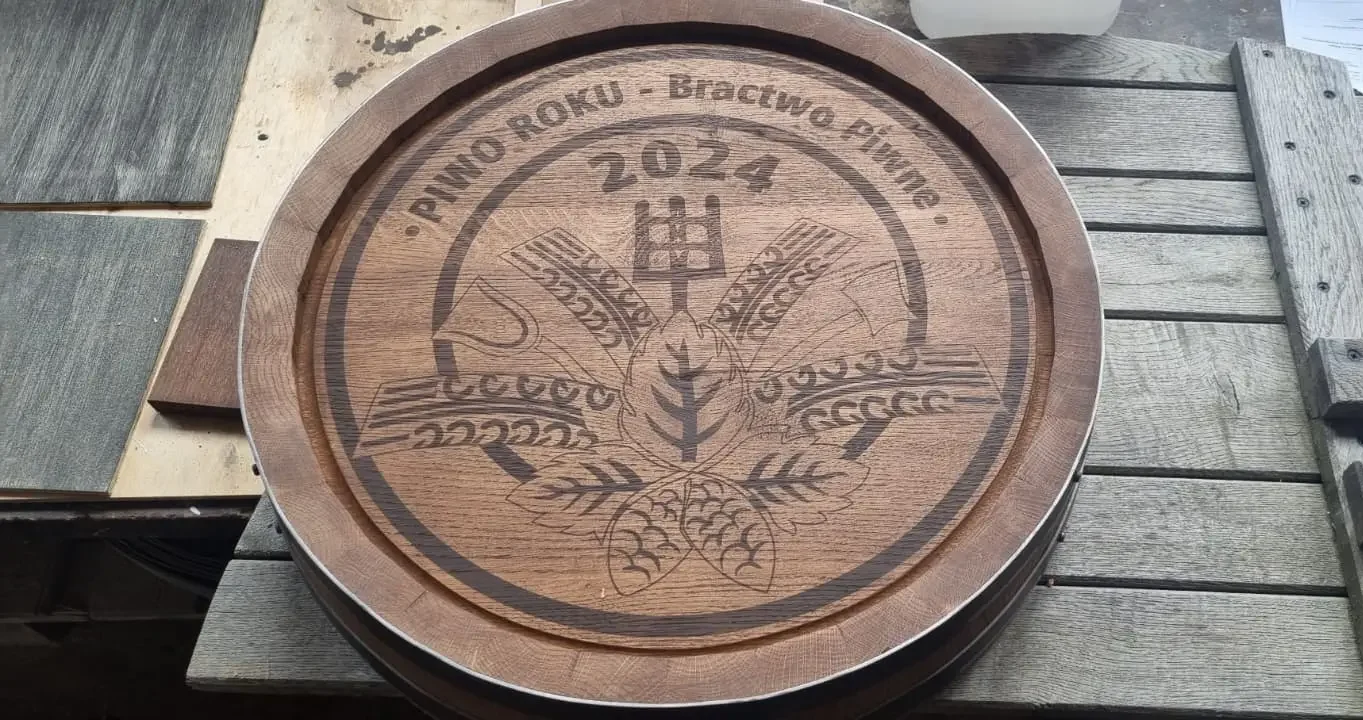 • PIWO ROKU - Bractwo Piwne •
2024